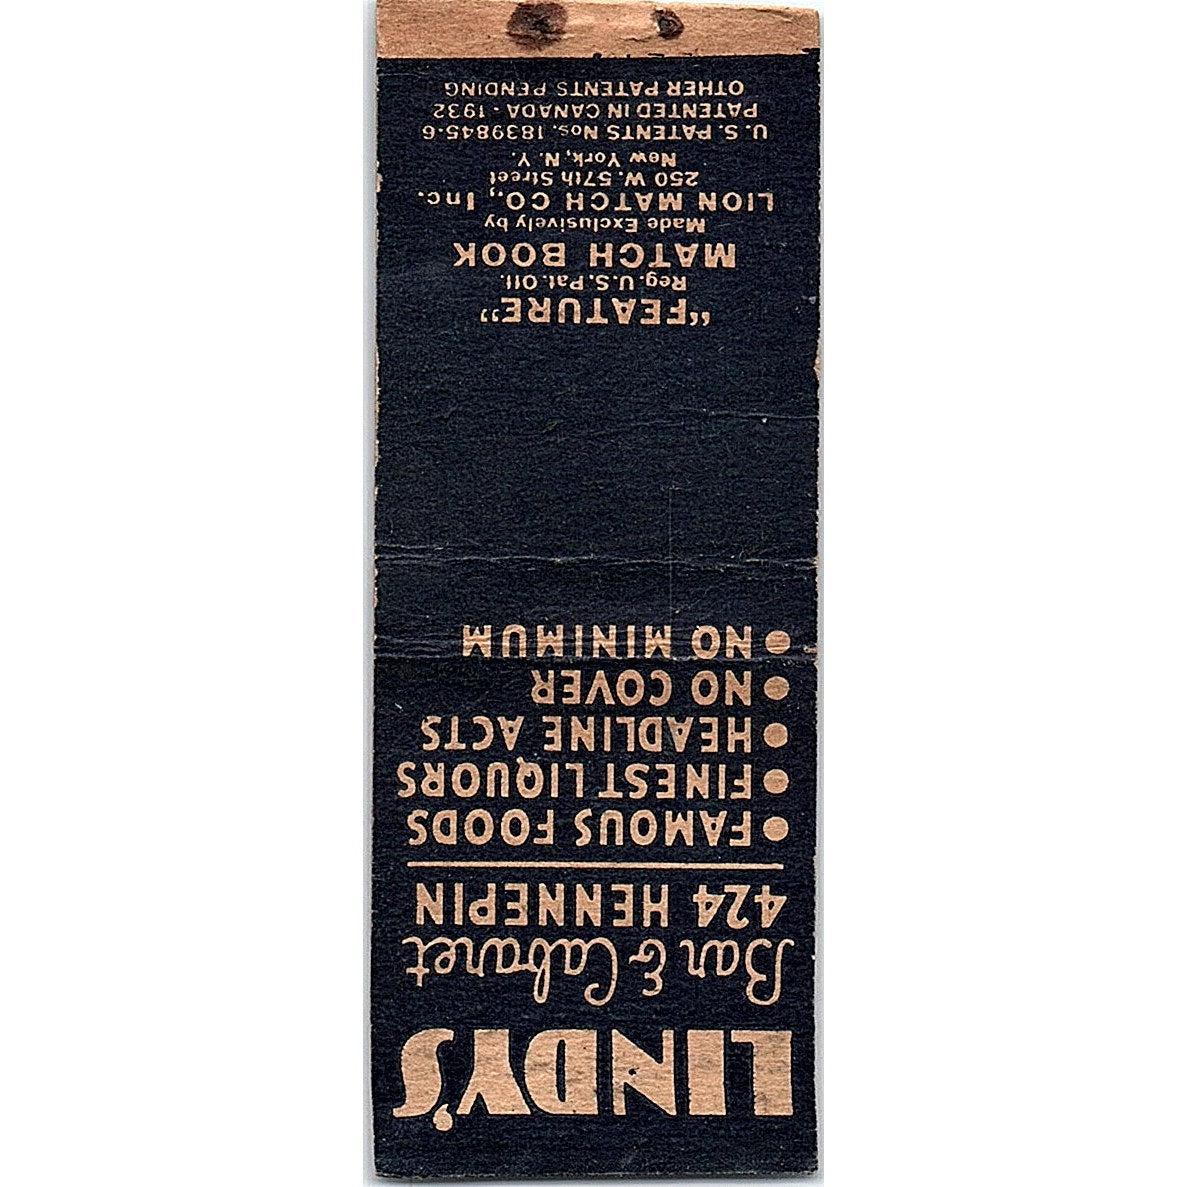 LINDY'S
Bar & Cabaret
424 HENNEPIN
• FAMOUS FOODS
• FINEST LIQUORS
• HEADLINE ACTS
• NO COVER
• NO MINIMUM
"FEATURE"
Reg. U.S. Pat. Off.
MATCH BOOK
Made Exclusively by
LION MATCH CO., Inc.
250 W. 57th Street
New York, N. Y.
U. S. PATENTS Nos. 1839845-6
PATENTED IN CANADA - 1932
OTHER PATENTS PENDING